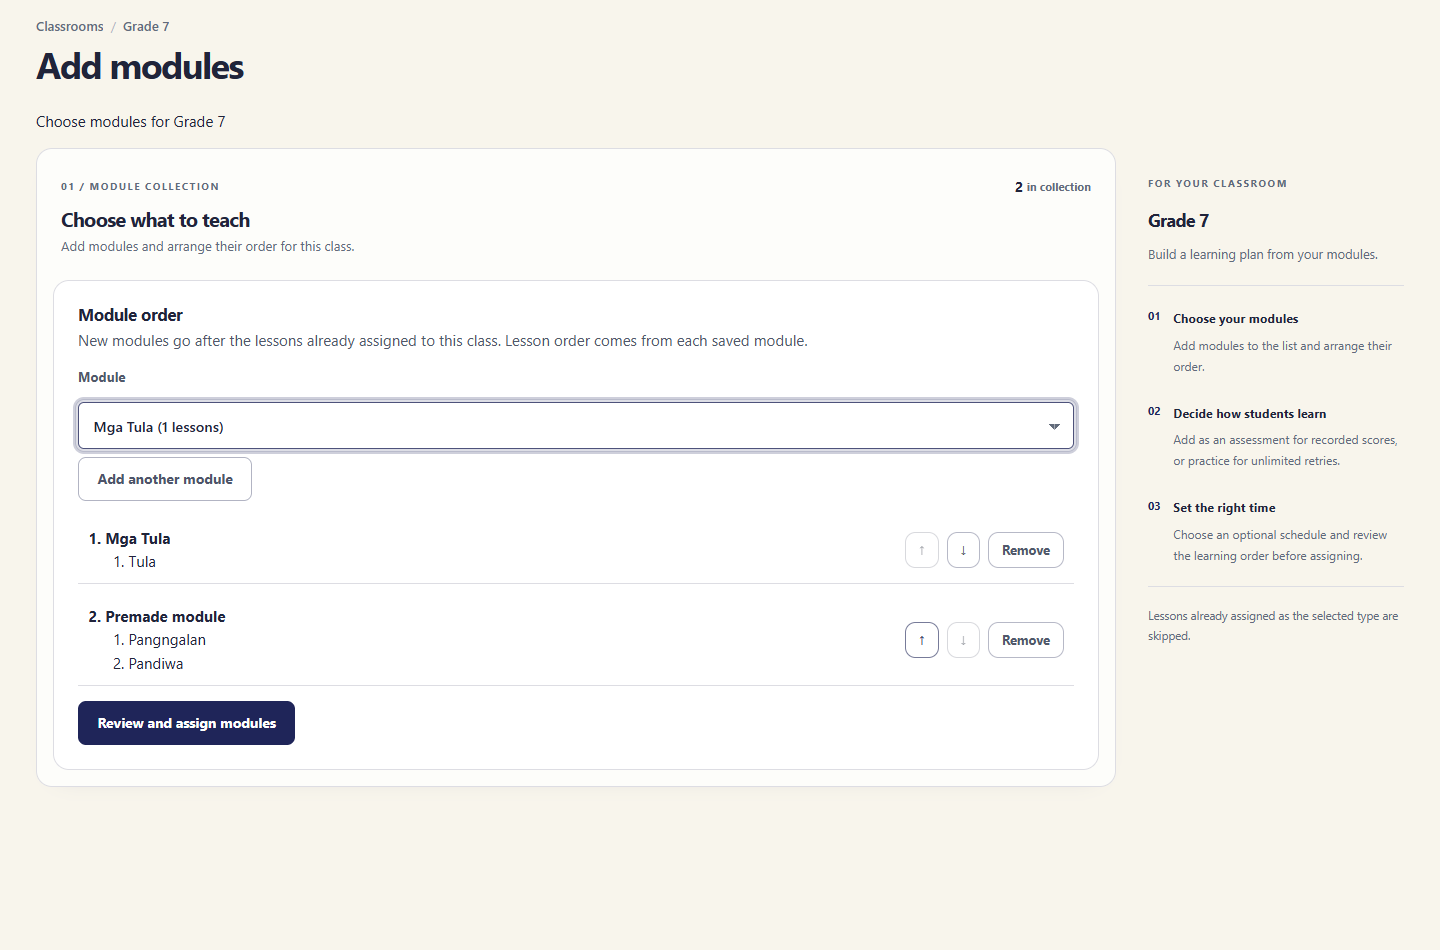 Classrooms / Grade 7
Add modules
Choose modules for Grade 7
01 / MODULE COLLECTION
2 in collection
Choose what to teach
Add modules and arrange their order for this class.
Module order
New modules go after the lessons already assigned to this class. Lesson order comes from each saved module.
Module
Mga Tula (1 lessons)
Add another module
1. Mga Tula
1. Tula
↑ ↓ Remove
2. Premade module
1. Pangngalan
2. Pandiwa
↑ ↓ Remove
Review and assign modules
FOR YOUR CLASSROOM
Grade 7
Build a learning plan from your modules.
01 Choose your modules
Add modules to the list and arrange their
order.
02 Decide how students learn
Add as an assessment for recorded scores,
or practice for unlimited retries.
03 Set the right time
Choose an optional schedule and review
the learning order before assigning.
Lessons already assigned as the selected type are
skipped.